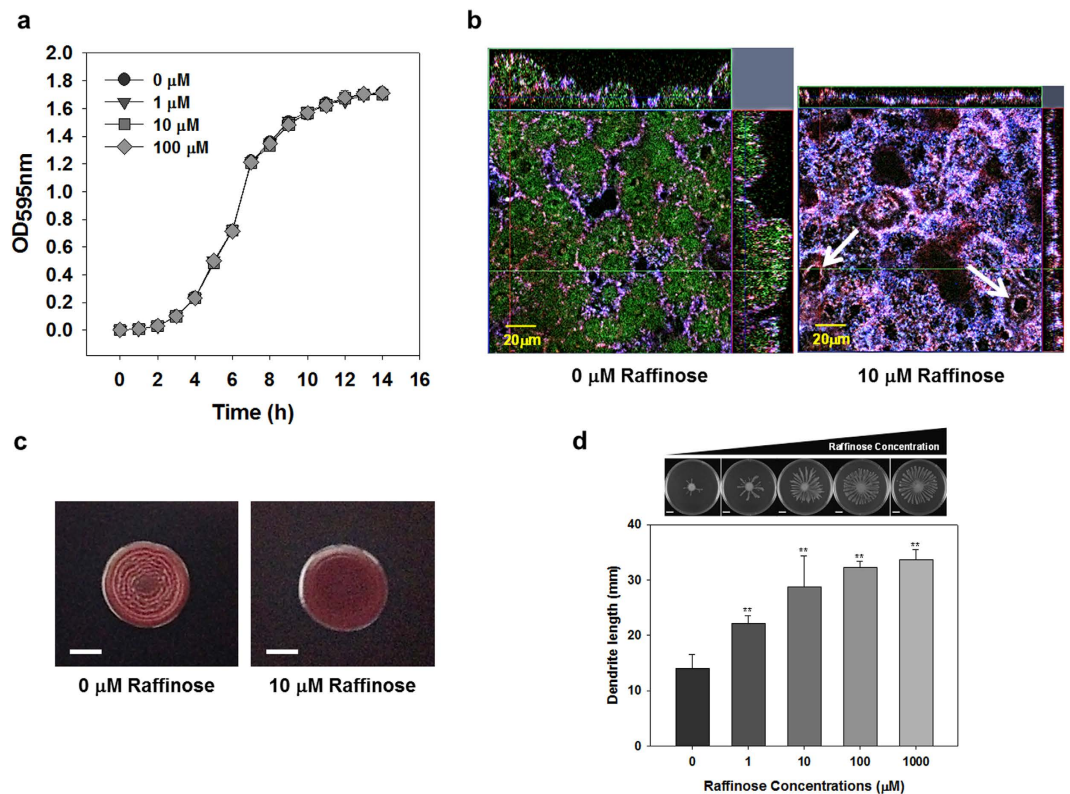 a
2.0
1.8
1.6
1.4
1.2
1.0
0.8
0.6
0.4
0.2
0.0
OD595nm
0 μM
1 μM
10 μM
100 μM
0 2 4 6 8 10 12 14 16
Time (h)
b
20μm
20μm
0 μM Raffinose
10 μM Raffinose
c
0 μM Raffinose
10 μM Raffinose
d
Raffinose Concentration
40
30
20
10
0
Dendrite length (mm)
**
**
**
**
0 1 10 100 1000
Raffinose Concentrations (μM)